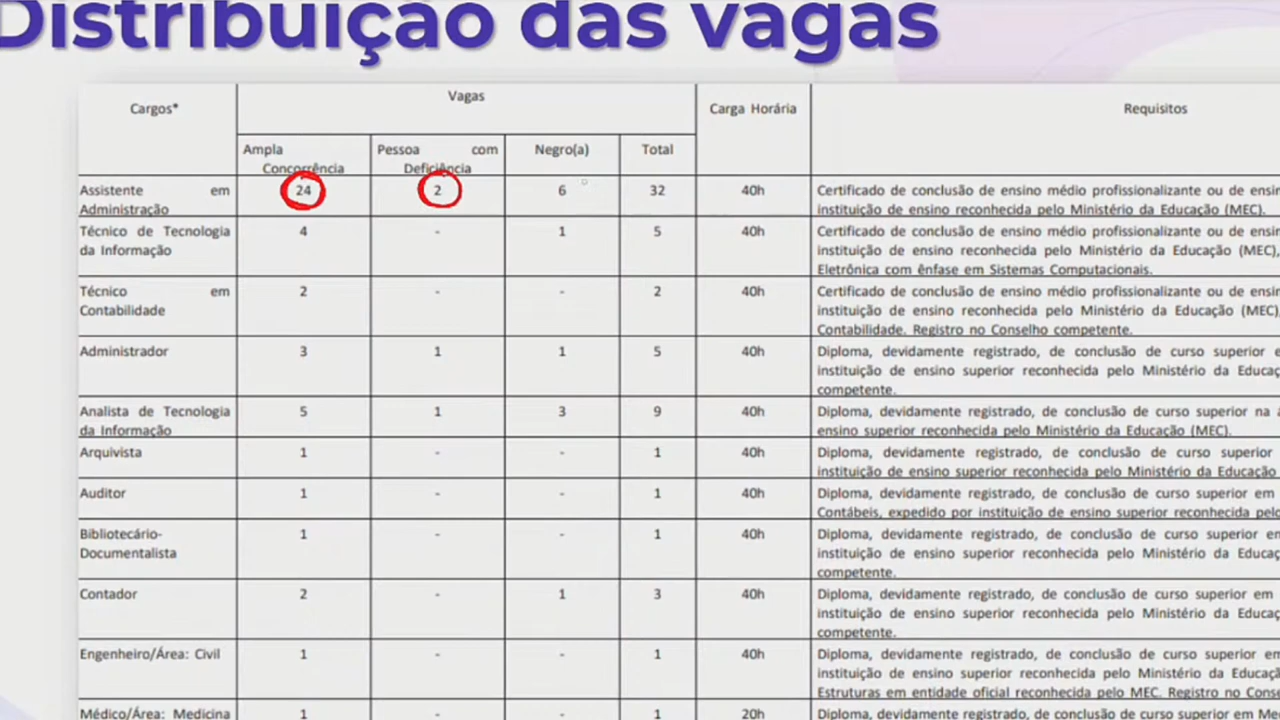 Distribuição das vagas
Cargos* Vagas Carga Horária Requisitos
Ampla Concorrência Pessoa com Deficiência Negro(a) Total
Assistente em Administração 24 2 6 32 40h Certificado de conclusão de ensino médio profissionalizante ou de
instituição de ensino reconhecida pelo Ministério da Educação (MEC).
Técnico de Tecnologia da Informação 4 - 1 5 40h Certificado de conclusão de ensino médio profissionalizante ou de
instituição de ensino reconhecida pelo Ministério da Educação (MEC),
Eletrônica com ênfase em Sistemas Computacionais.
Técnico em Contabilidade 2 - - 2 40h Certificado de conclusão de ensino médio profissionalizante ou de
instituição de ensino reconhecida pelo Ministério da Educação (MEC),
Contabilidade. Registro no Conselho competente.
Administrador 3 1 1 5 40h Diploma, devidamente registrado, de conclusão de curso superior
instituição de ensino superior reconhecida pelo Ministério da
competente.
Analista de Tecnologia da Informação 5 1 3 9 40h Diploma, devidamente registrado, de conclusão de curso superior na
ensino superior reconhecida pelo Ministério da Educação (MEC).
Arquivista 1 - - 1 40h Diploma, devidamente registrado, de conclusão de curso superior
instituição de ensino superior reconhecida pelo Ministério da Educação
Auditor 1 - - 1 40h Diploma, devidamente registrado, de conclusão de curso superior em
Contábeis, expedido por instituição de ensino superior reconhecida
Bibliotecário-Documentalista 1 - - 1 40h Diploma, devidamente registrado, de conclusão de curso superior
instituição de ensino superior reconhecida pelo Ministério da
competente.
Contador 2 - 1 3 40h Diploma, devidamente registrado, de conclusão de curso superior em
instituição de ensino superior reconhecida pelo Ministério da
competente.
Engenheiro/Área: Civil 1 - - 1 40h Diploma, devidamente registrado, de conclusão de curso superior
instituição de ensino superior reconhecida pelo Ministério da
Estruturas em entidade oficial reconhecida pelo MEC. Registro no
Médico/Área: Medicina 1 - - 1 20h Diploma, devidamente registrado, de conclusão de curso superior em